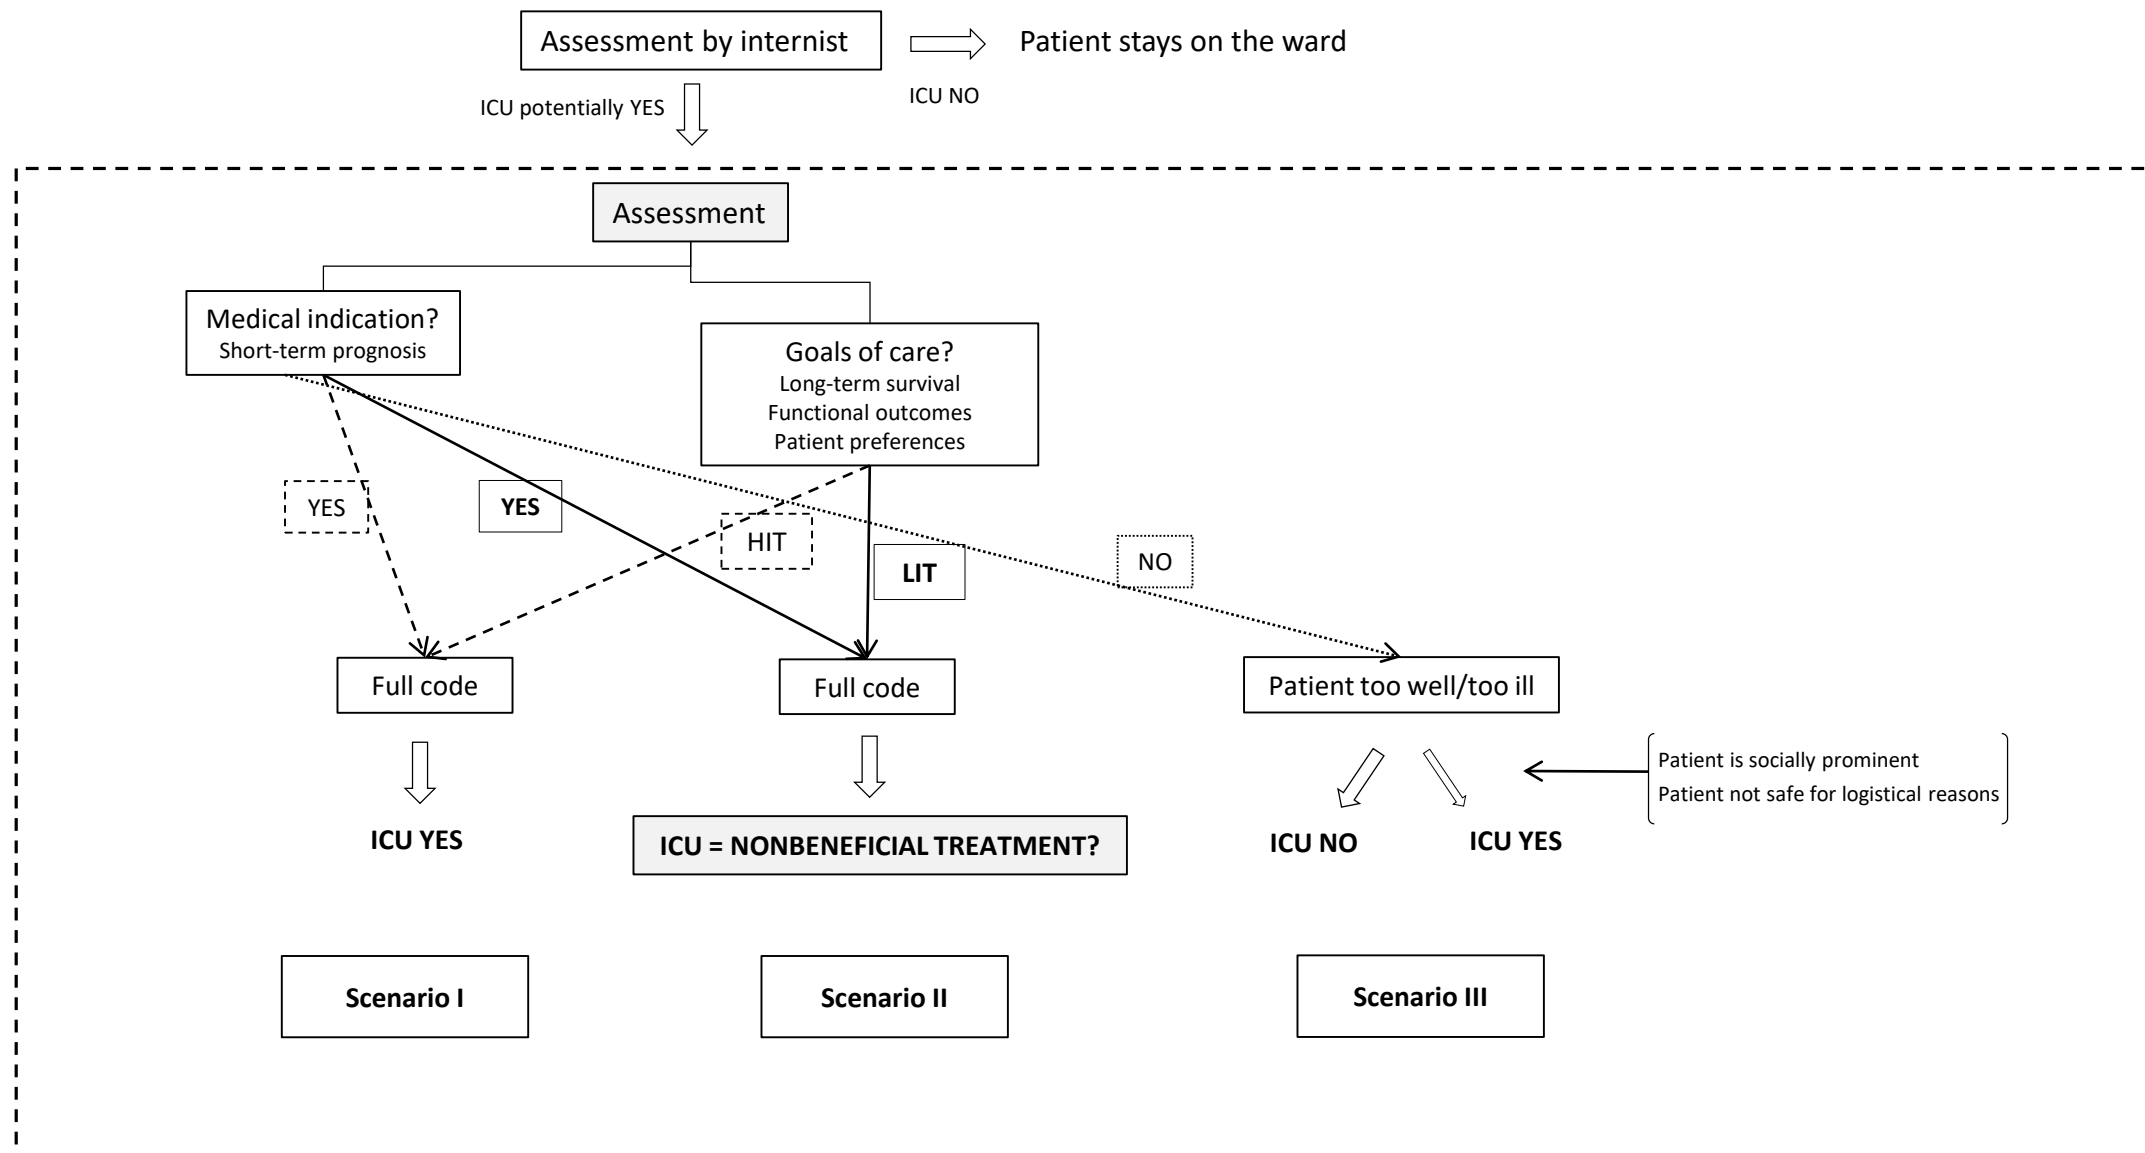 Assessment by internist
Patient stays on the ward
ICU potentially YES
ICU NO
Assessment
Medical indication?
Short-term prognosis
Goals of care?
Long-term survival
Functional outcomes
Patient preferences
YES
YES
HIT
LIT
NO
Full code
Full code
Patient too well/too ill
Patient is socially prominent
Patient not safe for logistical reasons
ICU YES
ICU = NONBENEFICIAL TREATMENT?
ICU NO
ICU YES
Scenario I
Scenario II
Scenario III